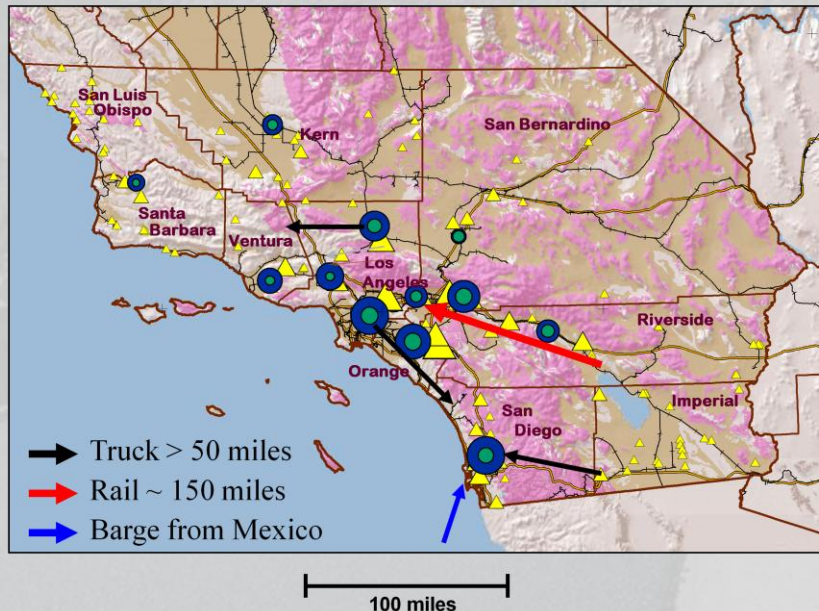 San Luis
Obispo
Kern
San Bernardino
Santa
Barbara
Ventura
Los
Angeles
Riverside
Orange
Imperial
San
Diego
Truck > 50 miles
Rail ~ 150 miles
Barge from Mexico
100 miles